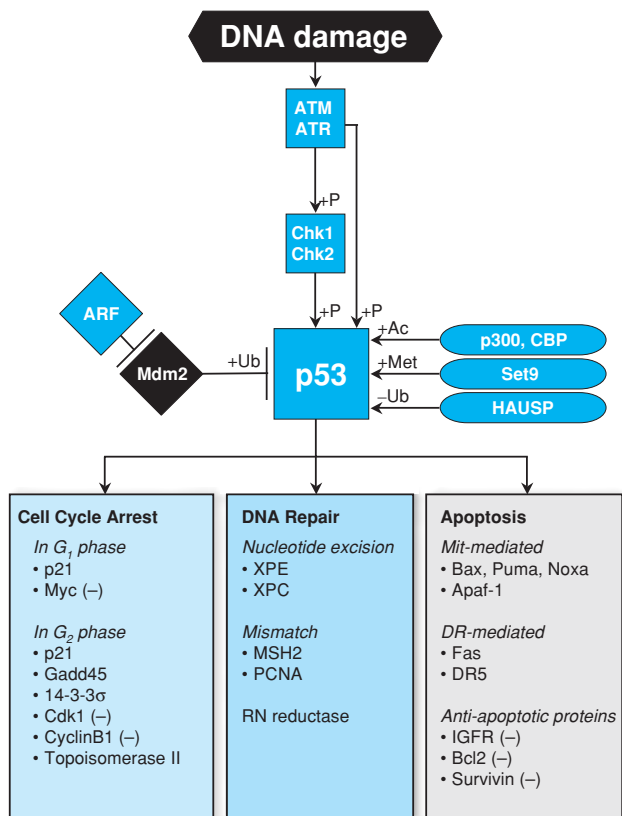 DNA damage
ATM
ATR
+P
Chk1
Chk2
+P
+P
ARF
Mdm2
+Ub
p53
+Ac
p300, CBP
+Met
Set9
–Ub
HAUSP
Cell Cycle Arrest
In G1 phase
• p21
• Myc (–)
In G2 phase
• p21
• Gadd45
• 14-3-3σ
• Cdk1 (–)
• CyclinB1 (–)
• Topoisomerase II
DNA Repair
Nucleotide excision
• XPE
• XPC
Mismatch
• MSH2
• PCNA
RN reductase
Apoptosis
Mit-mediated
• Bax, Puma, Noxa
• Apaf-1
DR-mediated
• Fas
• DR5
Anti-apoptotic proteins
• IGFR (–)
• Bcl2 (–)
• Survivin (–)